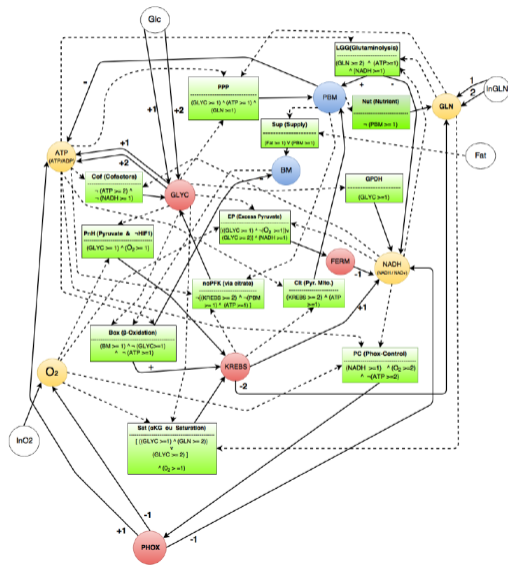 Glc
LGG(Glutaminolysis)
(GLN >=2) ^ (ATP>=1)
^ (NADH >=1)
-
+1
+2
PPP
(GLYC >=1) ^ (ATP >=1) ^
(GLN >=1)
+
PBM
Nut (Nutrient)
¬ (PBM >=1)
GLN
1
2
InGLN
Sup (Supply)
(Fat >=1) V (PBM >=1)
Fat
ATP
(ATP/ADP)
+1
+2
Cof (Cofactors)
¬ (ATP >=2) ^
¬ (NADH >=1)
GLYC
BM
GPDH
(GLYC >=1)
PnH (Pyruvate & ¬HIF1)
(GLYC >=1) ^ (O2 >=1)
EP (Excess Pyruvate)
((GLYC >=1) ^ ¬(O2 >=1))v
(GLYC >=2)] ^ (NADH >=1)
FERM
-1
NADH
(NADH / NAD+)
noPFK (via citrate)
¬((KREBS >=2) ^ ¬(PBM
>=1) ^ (ATP >=1) ]
Cit (Pyr. Mito.)
(KREBS >=2) ^ (ATP
>=1)
+1
Box (β-Oxidation)
(BM >=1) ^ ¬ (GLYC>=1)
^ ¬ (ATP >=1)
+
KREBS
-2
PC (Phox-Control)
(NADH >=1) ^ (O2 >=2)
^ ¬(ATP >=2)
O2
InO2
Sat (αKG ou Saturation)
[ ((GLYC >=1) ^ (GLN >=2))
v
(GLYC >=2) ]
^ (O2 >=1)
-1
+1
-1
PHOX